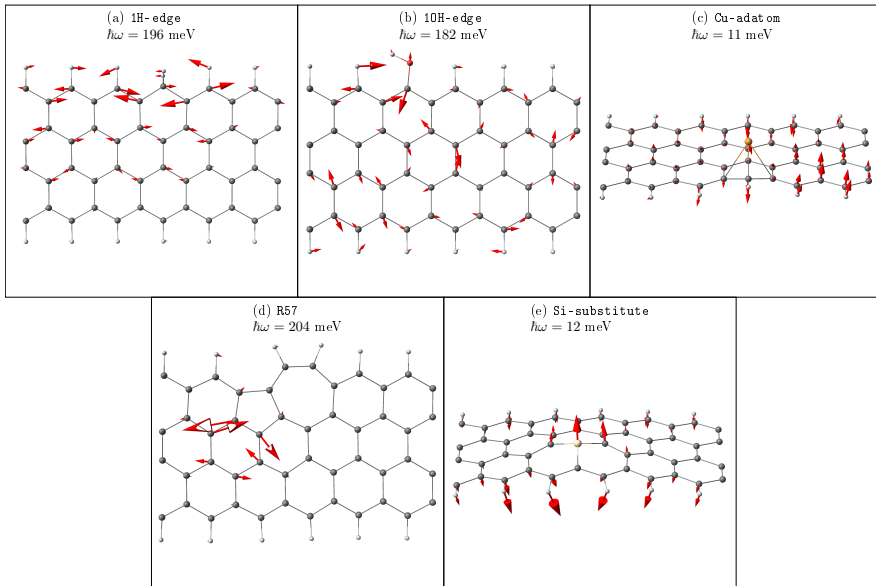 (a) 1H-edge
ℏω = 196 meV
(b) 1OH-edge
ℏω = 182 meV
(c) Cu-adatom
ℏω = 11 meV
(d) R57
ℏω = 204 meV
(e) Si-substitute
ℏω = 12 meV